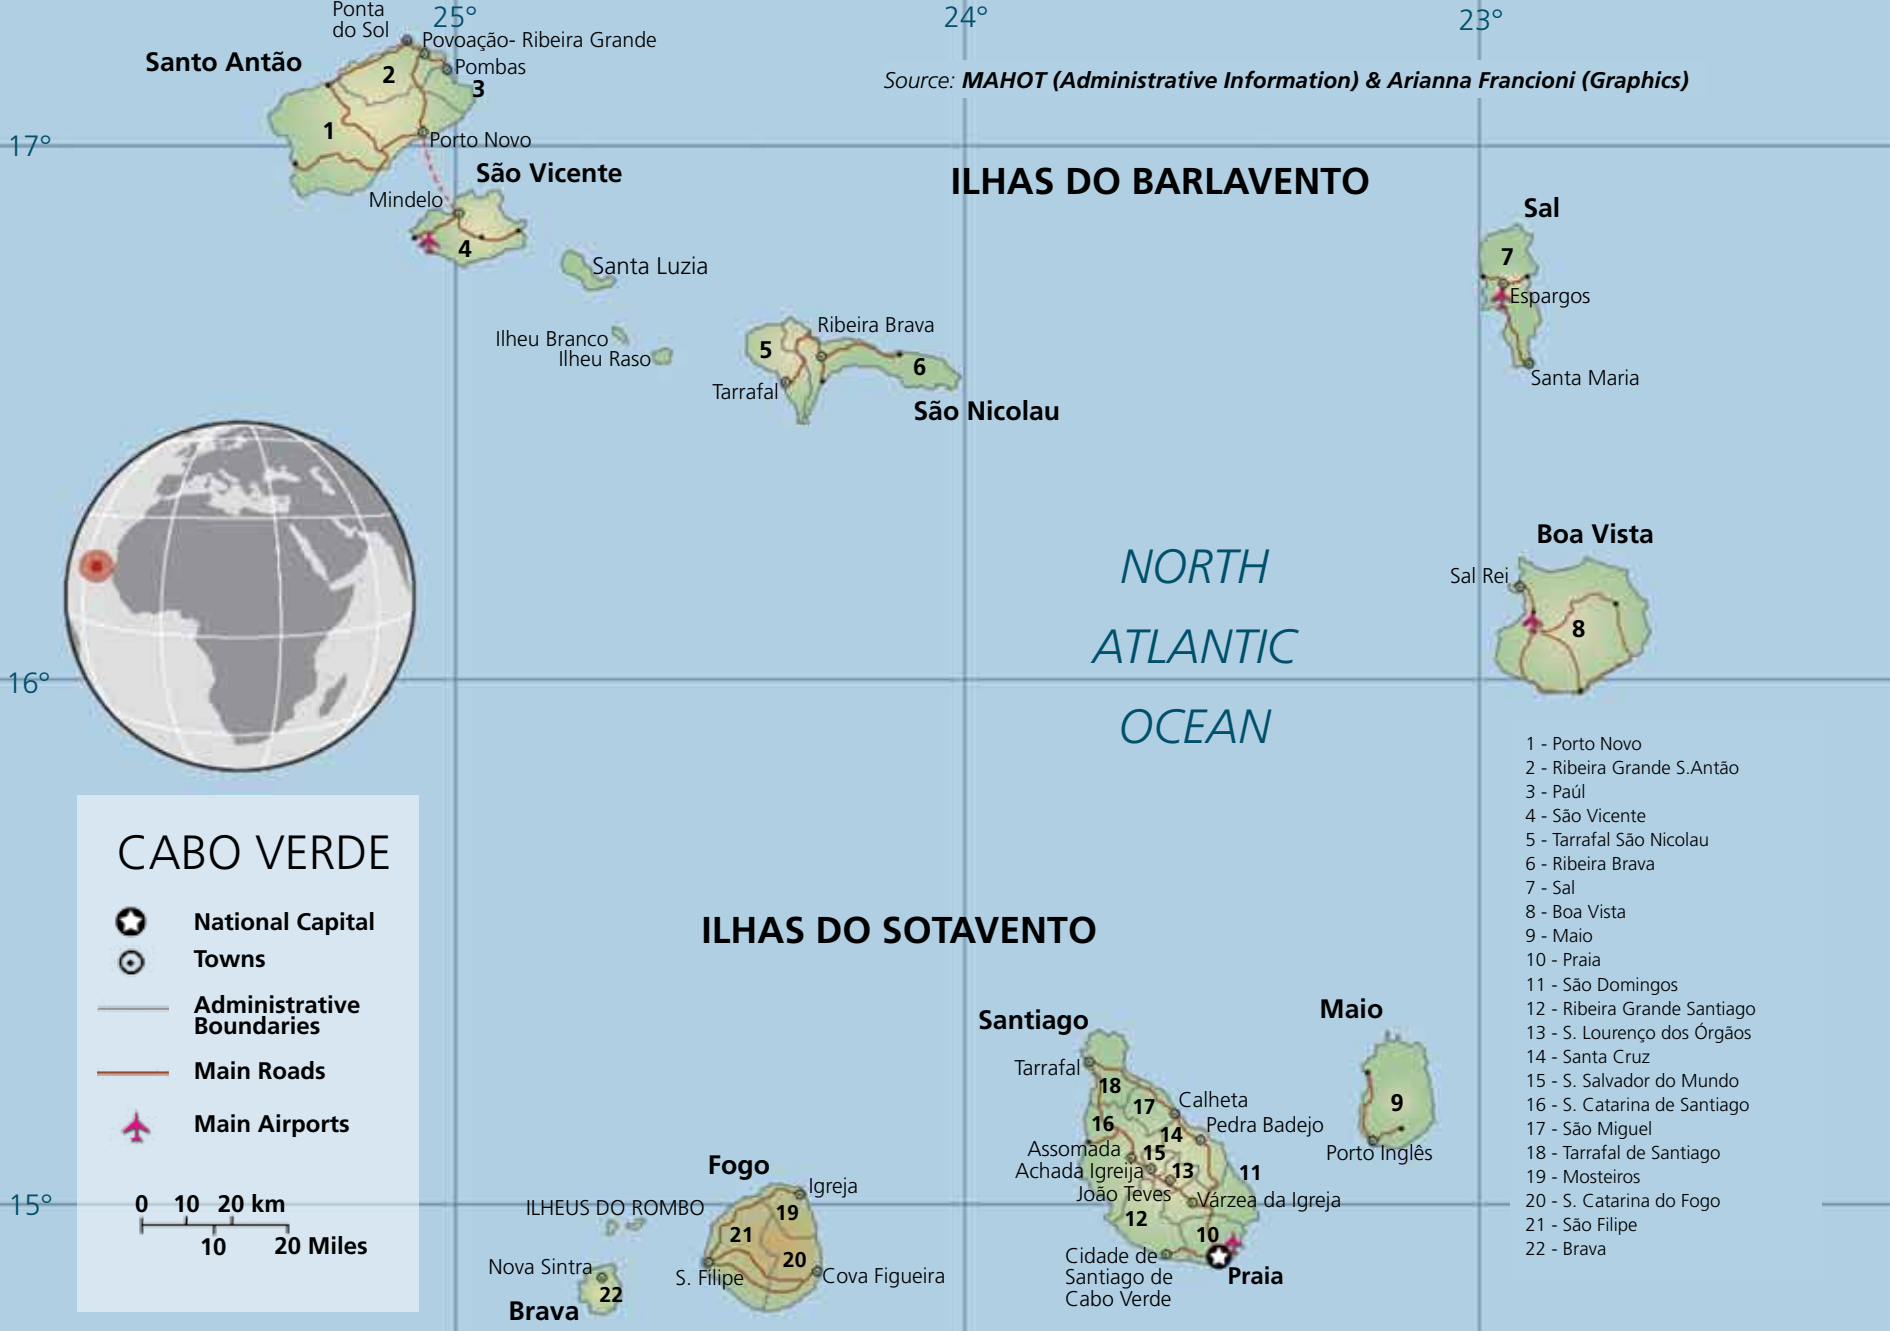 Ponta
do Sol
25°
24°
23°
Povoação- Ribeira Grande
Santo Antão
Pombas
2
3
Source: MAHOT (Administrative Information) & Arianna Francioni (Graphics)
1
17°
Porto Novo
São Vicente
ILHAS DO BARLAVENTO
Mindelo
4
Sal
7
Santa Luzia
Espargos
Ilheu Branco
Ilheu Raso
Ribeira Brava
5
6
Tarrafal
Santa Maria
São Nicolau
Boa Vista
Sal Rei
8
NORTH
ATLANTIC
OCEAN
16°
1 - Porto Novo
2 - Ribeira Grande S.Antão
3 - Paúl
4 - São Vicente
5 - Tarrafal São Nicolau
6 - Ribeira Brava
7 - Sal
8 - Boa Vista
9 - Maio
10 - Praia
11 - São Domingos
12 - Ribeira Grande Santiago
13 - S. Lourenço dos Órgãos
14 - Santa Cruz
15 - S. Salvador do Mundo
16 - S. Catarina de Santiago
17 - São Miguel
18 - Tarrafal de Santiago
19 - Mosteiros
20 - S. Catarina do Fogo
21 - São Filipe
22 - Brava
CABO VERDE
National Capital
Towns
Administrative
Boundaries
Main Roads
Main Airports
0 10 20 km
10 20 Miles
15°
ILHAS DO SOTAVENTO
Santiago
Maio
Tarrafal
18
17
Calheta
9
16
14
Pedra Badejo
Assomada
15
Porto Inglês
Achada Igreija
13
11
João Teves
Várzea da Igreja
12
10
Cidade de
Santiago de
Cabo Verde
Praia
Fogo
Igreja
ILHEUS DO ROMBO
19
21
20
Nova Sintra
S. Filipe
Cova Figueira
22
Brava